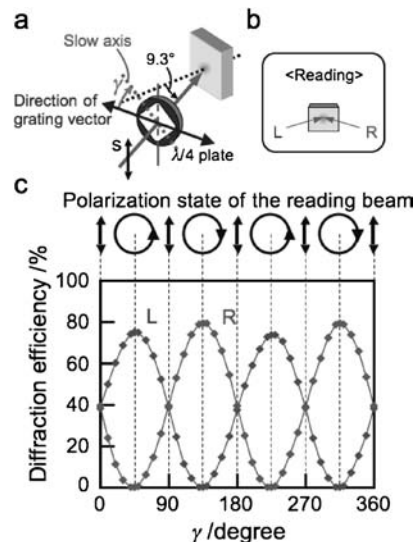 a
Slow axis
9.3°
γ
Direction of
grating vector
S
λ/4 plate
b
<Reading>
L
R
c
Polarization state of the reading beam
Diffraction efficiency /%
100
80
60
40
20
0
L
R
0
90
180
270
360
γ /degree